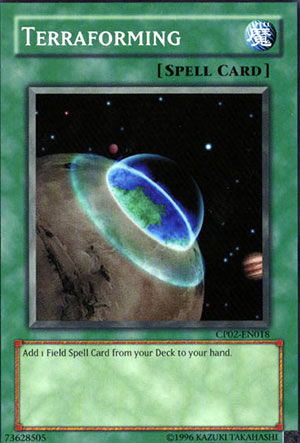 TERRAFORMING
魔
[SPELL CARD]
CP02-EN018
Add 1 Field Spell Card from your Deck to your hand.
73628505
©1996 KAZUKI TAKAHASHI